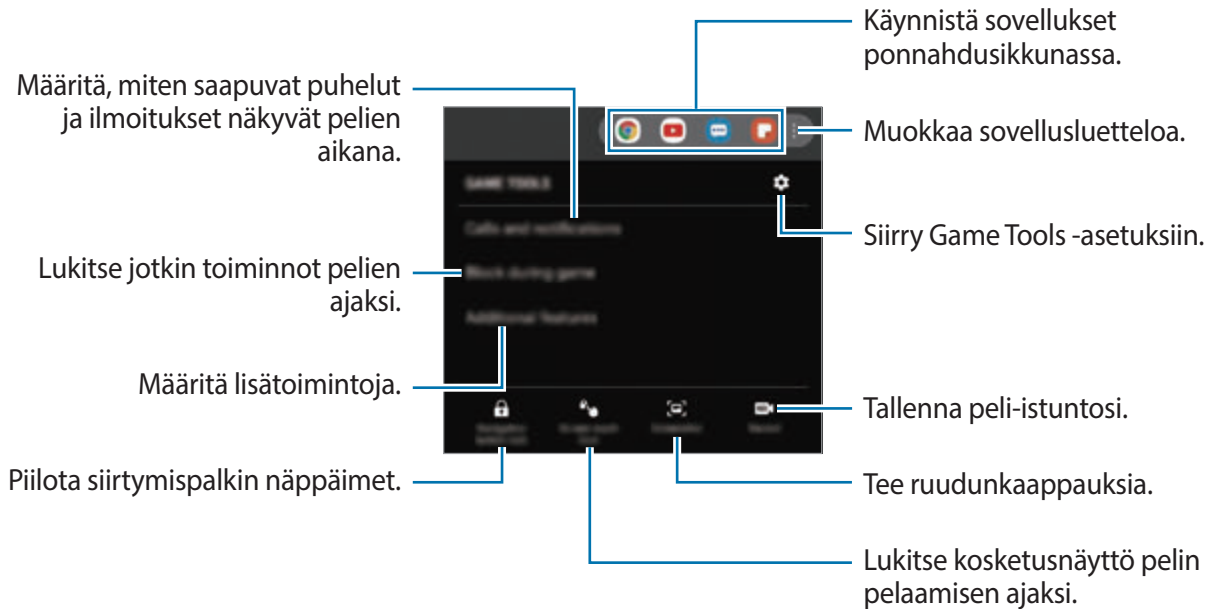 Käynnistä sovellukset
ponnahdusikkunassa.
Määritä, miten saapuvat puhelut
ja ilmoitukset näkyvät pelien
aikana.
Muokkaa sovellusluetteloa.
GAME TOOLS
Siirry Game Tools -asetuksiin.
Calls and notifications
Lukitse jotkin toiminnot pelien
ajaksi.
Block during game
Additional features
Määritä lisätoimintoja.
Tallenna peli-istuntosi.
Piilota siirtymispalkin näppäimet.
Tee ruudunkaappauksia.
Lukitse kosketusnäyttö pelin
pelaamisen ajaksi.